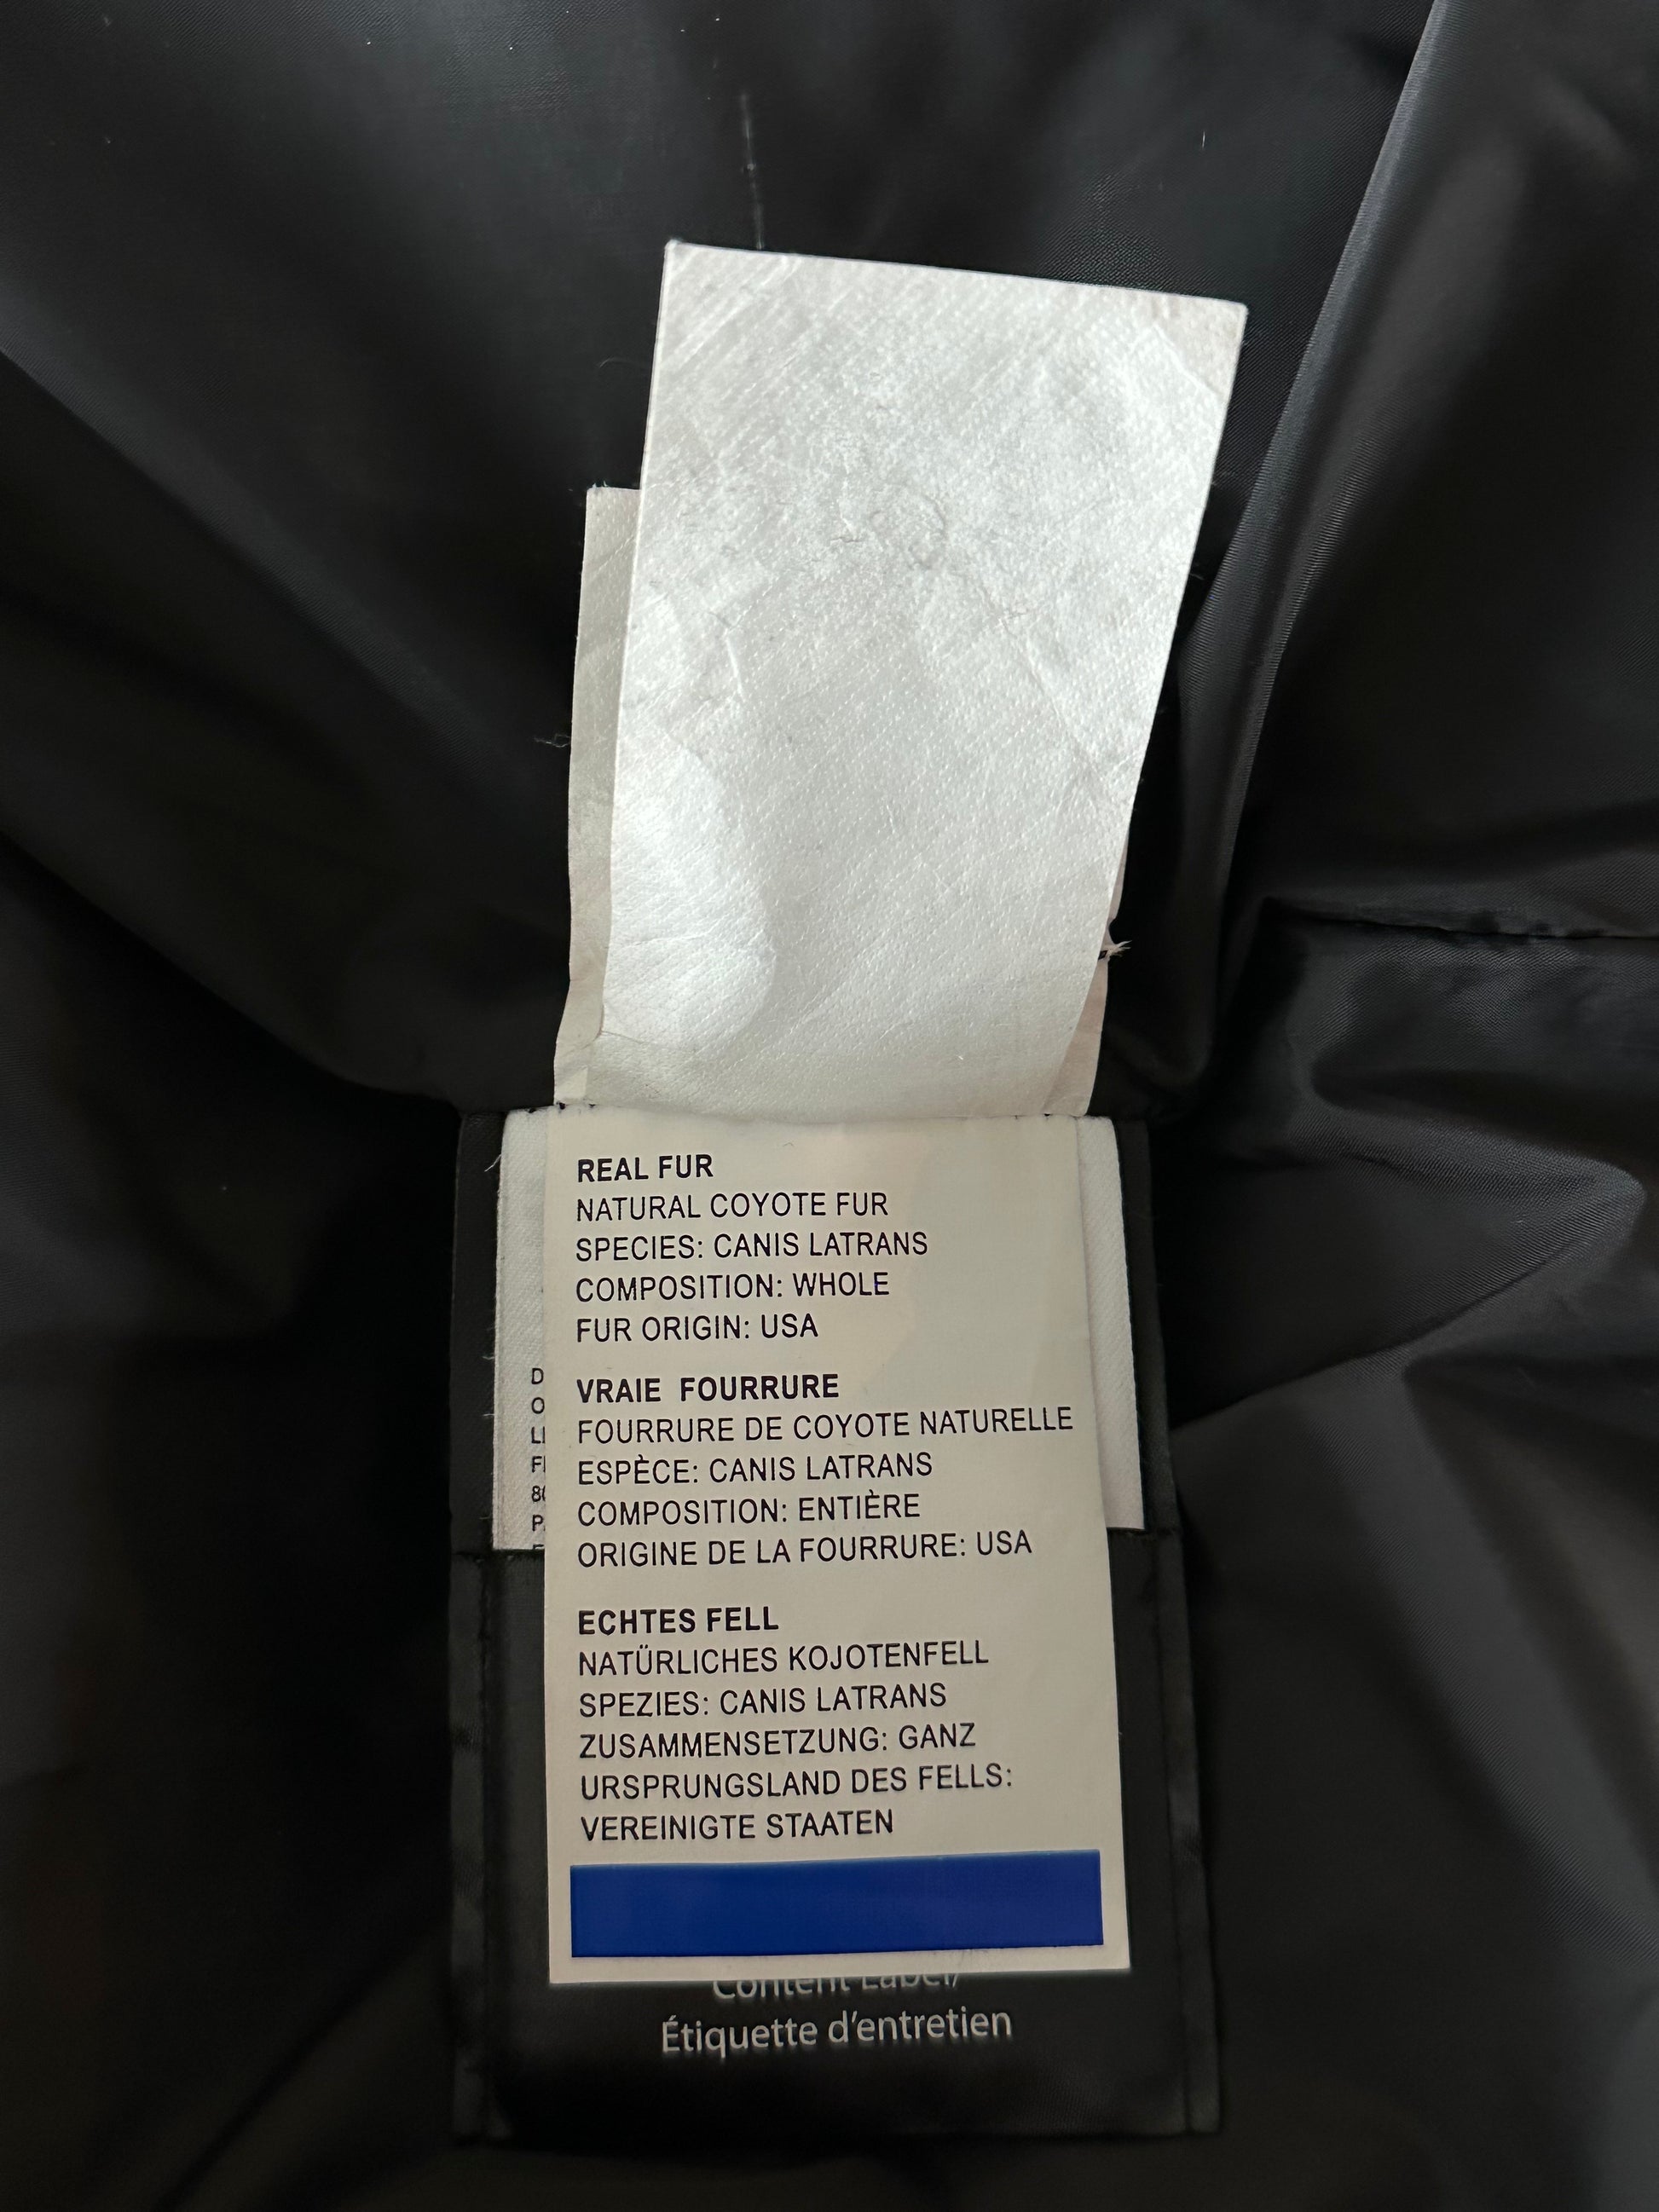 REAL FUR
NATURAL COYOTE FUR
SPECIES: CANIS LATRANS
COMPOSITION: WHOLE
FUR ORIGIN: USA
VRAIE FOURRURE
FOURRURE DE COYOTE NATURELLE
ESPÈCE: CANIS LATRANS
COMPOSITION: ENTIÈRE
ORIGINE DE LA FOURRURE: USA
ECHTES FELL
NATÜRLICHES KOJOTENFELL
SPEZIES: CANIS LATRANS
ZUSAMMENSETZUNG: GANZ
URSPRUNGSLAND DES FELLS:
VEREINIGTE STAATEN
Content Label/
Étiquette d'entretien